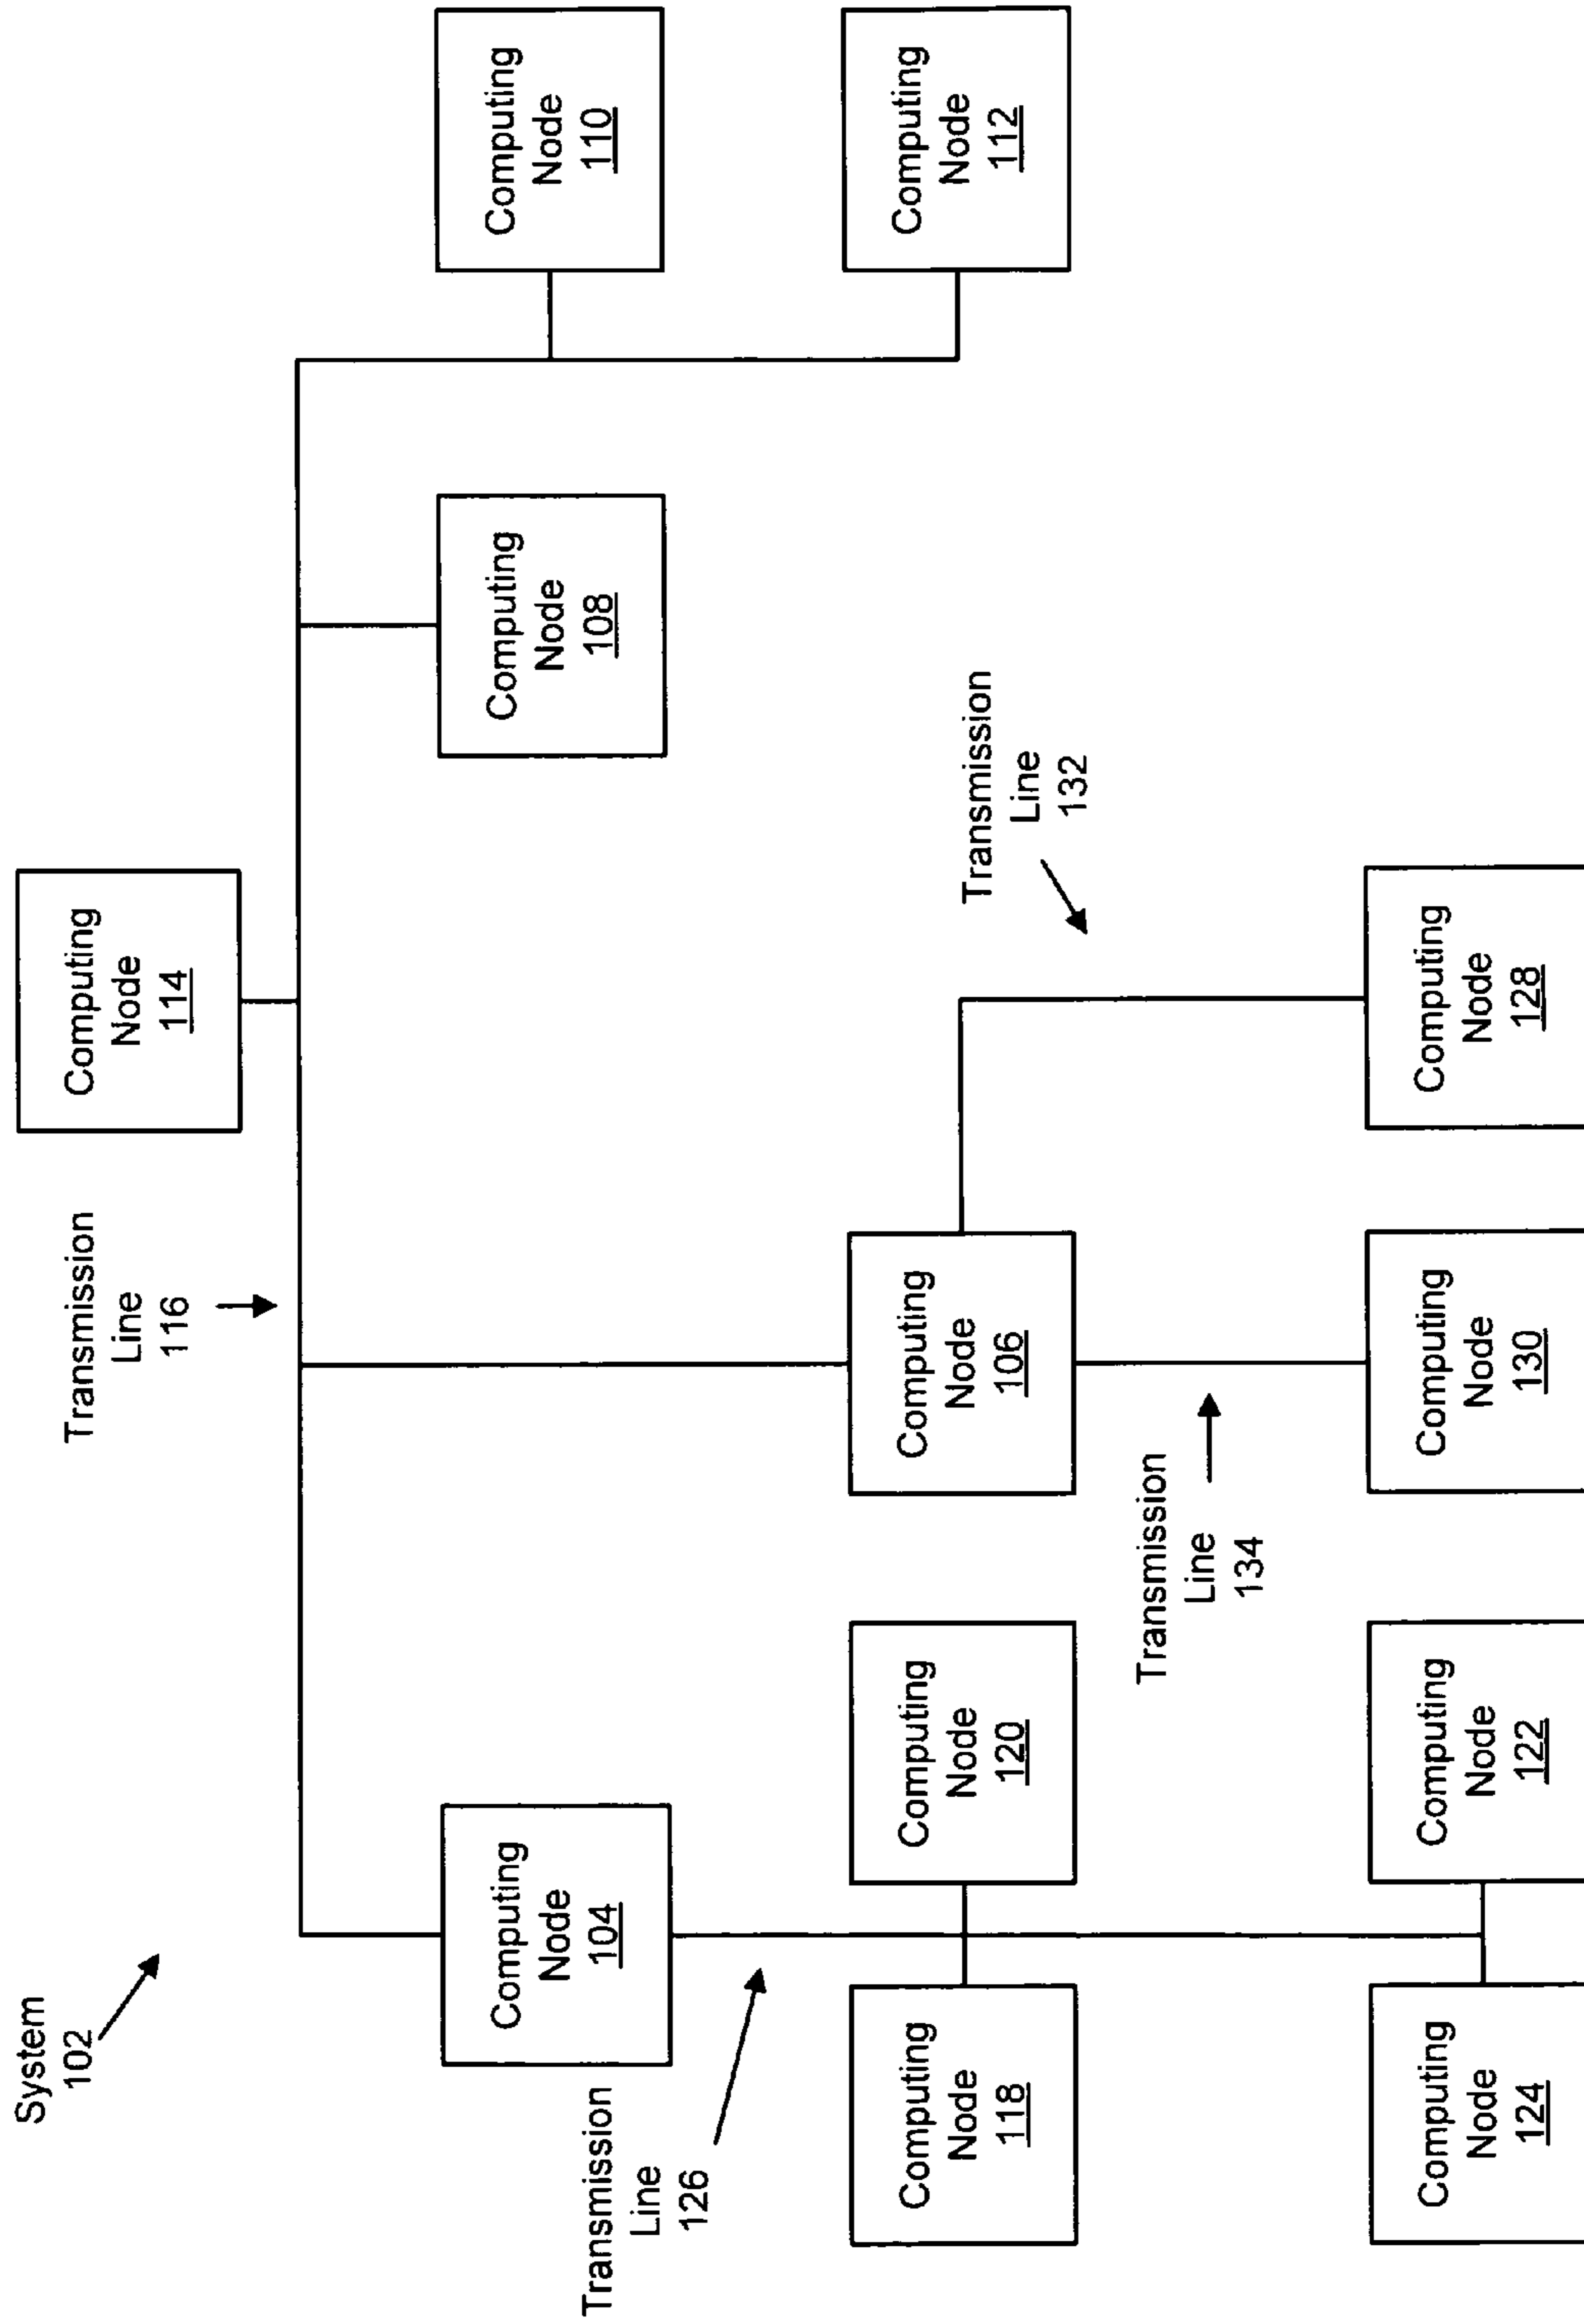 System
102
Transmission
Line
116
Computing
Node
114
Computing
Node
104
Computing
Node
108
Computing
Node
110
Transmission
Line
126
Computing
Node
118
Computing
Node
120
Computing
Node
106
Transmission
Line
132
Computing
Node
112
Transmission
Line
134
Computing
Node
124
Computing
Node
122
Computing
Node
130
Computing
Node
128